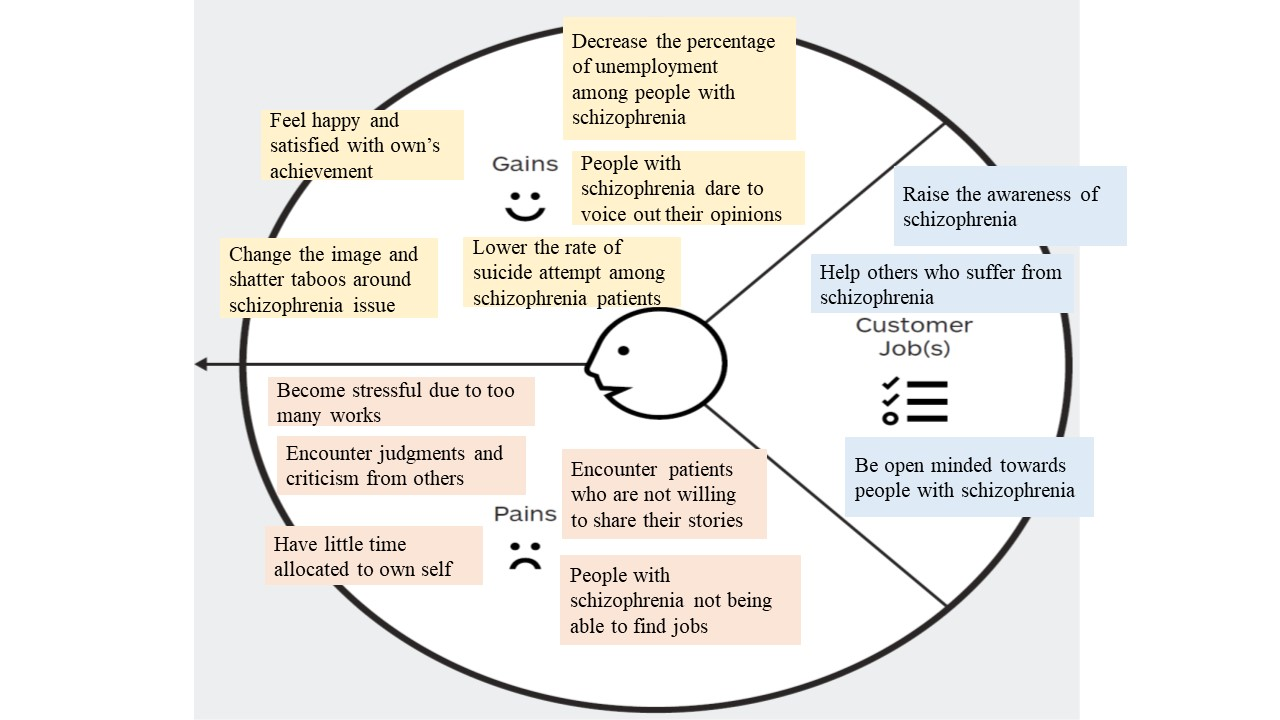 Decrease the percentage
of unemployment
among people with
schizophrenia
Feel happy and
satisfied with own's
achievement
Gains
People with
schizophrenia dare to
voice out their opinions
Change the image and
shatter taboos around
schizophrenia issue
Lower the rate of
suicide attempt among
schizophrenia patients
Raise the awareness of
schizophrenia
Help others who suffer from
schizophrenia
Customer
Job(s)
Be open minded towards
people with schizophrenia
Become stressful due to too
many works
Encounter judgments and
criticism from others
Encounter patients
who are not willing
to share their stories
Pains
Have little time
allocated to own self
People with
schizophrenia not being
able to find jobs